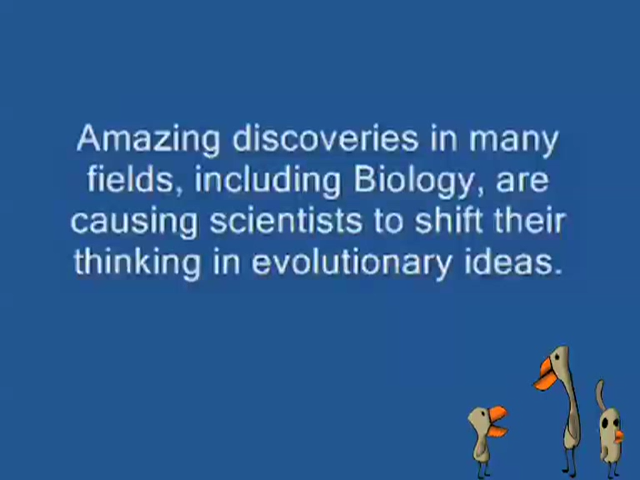 Amazing discoveries in many
fields, including Biology, are
causing scientists to shift their
thinking in evolutionary ideas.